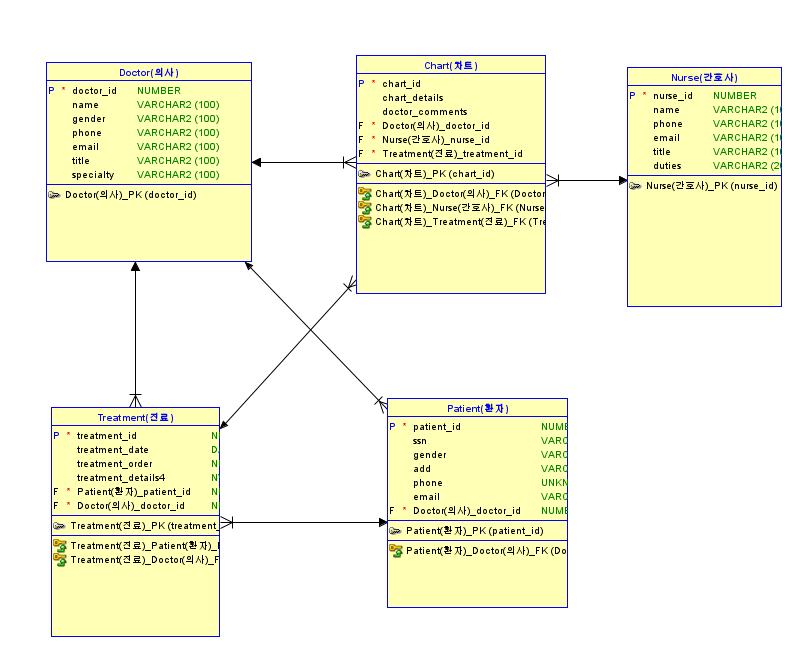 Doctor(의사)
P * doctor_id NUMBER
name VARCHAR2 (100)
gender VARCHAR2 (100)
phone VARCHAR2 (100)
email VARCHAR2 (100)
title VARCHAR2 (100)
specialty VARCHAR2 (100)
Doctor(의사)_PK (doctor_id)
Chart(차트)
P * chart_id
chart_details
doctor_comments
F * Doctor(의사)_doctor_id
F * Nurse(간호사)_nurse_id
F * Treatment(진료)_treatment_id
Chart(차트)_PK (chart_id)
Chart(차트)_Doctor(의사)_FK (Doctor
Chart(차트)_Nurse(간호사)_FK (Nurse
Chart(차트)_Treatment(진료)_FK (Tre
Nurse(간호사)
P * nurse_id NUMBER
name VARCHAR2 (10
phone VARCHAR2 (10
email VARCHAR2 (10
title VARCHAR2 (10
duties VARCHAR2 (20
Nurse(간호사)_PK (nurse_id)
Treatment(진료)
P * treatment_id N
treatment_date D
treatment_order N
treatment_details4
F * Patient(환자)_patient_id N
F * Doctor(의사)_doctor_id N
Treatment(진료)_PK (treatment_
Treatment(진료)_Patient(환자)_
Treatment(진료)_Doctor(의사)_F
Patient(환자)
P * patient_id NUME
ssn VARC
gender VARC
add VARC
phone UNKN
email VARC
F * Doctor(의사)_doctor_id NUME
Patient(환자)_PK (patient_id)
Patient(환자)_Doctor(의사)_FK (Do